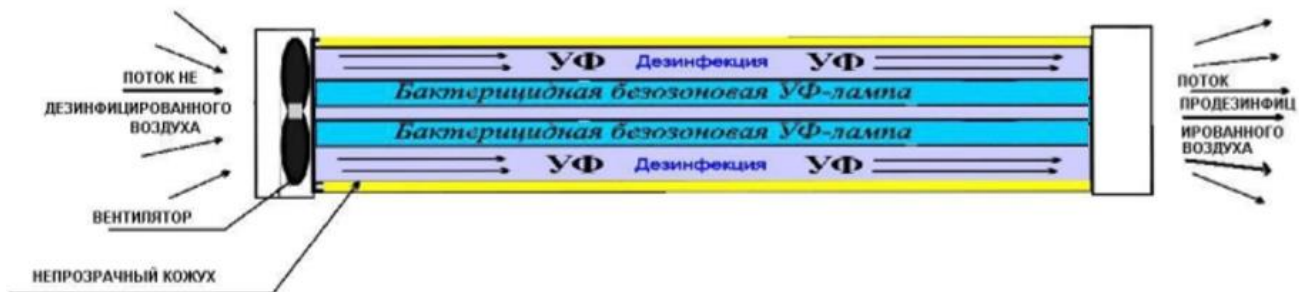 ПОТОК НЕ
ДЕЗИНФИЦИРОВАННОГО
ВОЗДУХА
ВЕНТИЛЯТОР
НЕПРОЗРАЧНЫЙ КОЖУХ
УФ Дезинфекция УФ
Бактерицидная безозоновая УФ-лампа
Бактерицидная безозоновая УФ-лампа
УФ Дезинфекция УФ
ПОТОК
ПРОДЕЗИНФИЦ
ИРОВАННОГО
ВОЗДУХА